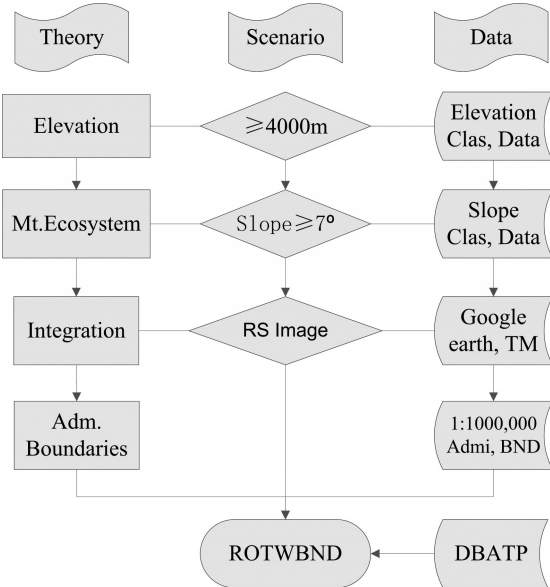 Theory
Scenario
Data
Elevation
≥4000m
Elevation
Clas, Data
Mt.Ecosystem
Slope≥7°
Slope
Clas, Data
Integration
RS Image
Google
earth, TM
Adm.
Boundaries
1:1000,000
Admi, BND
ROTWBND
DBATP